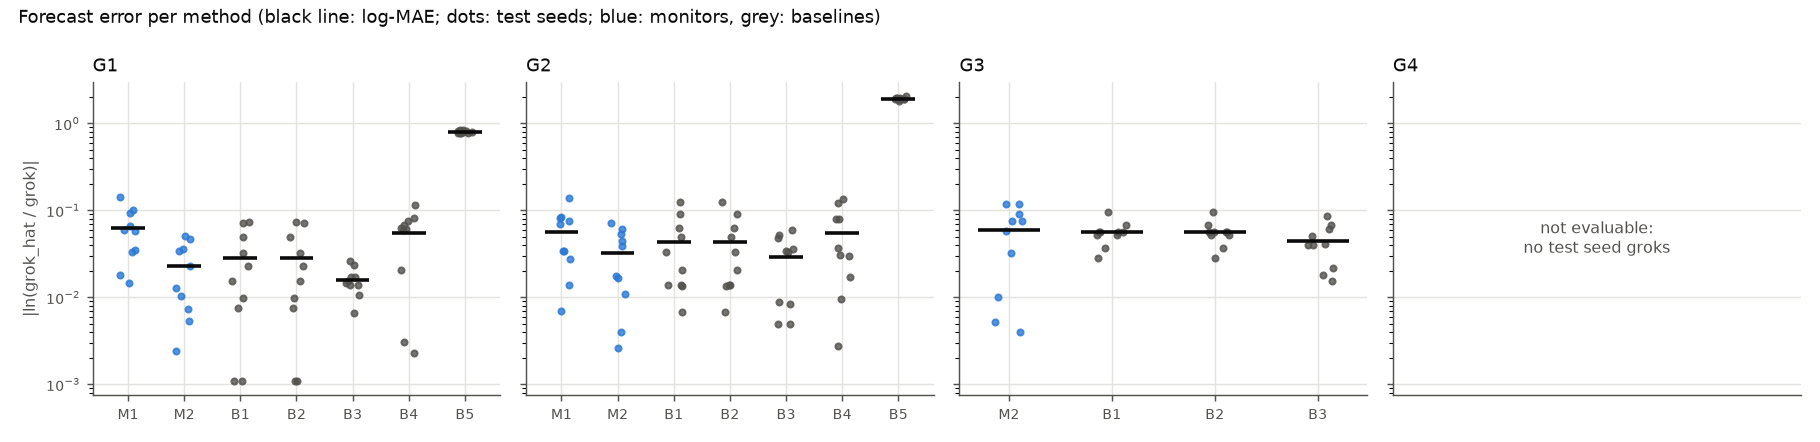 Forecast error per method (black line: log-MAE; dots: test seeds; blue: monitors, grey: baselines)
G1
G2
G3
G4
|ln(grok_hat / grok)|
10⁰
10⁻¹
10⁻²
10⁻³
not evaluable:
no test seed groks
M1 M2 B1 B2 B3 B4 B5
M1 M2 B1 B2 B3 B4 B5
M2 B1 B2 B3